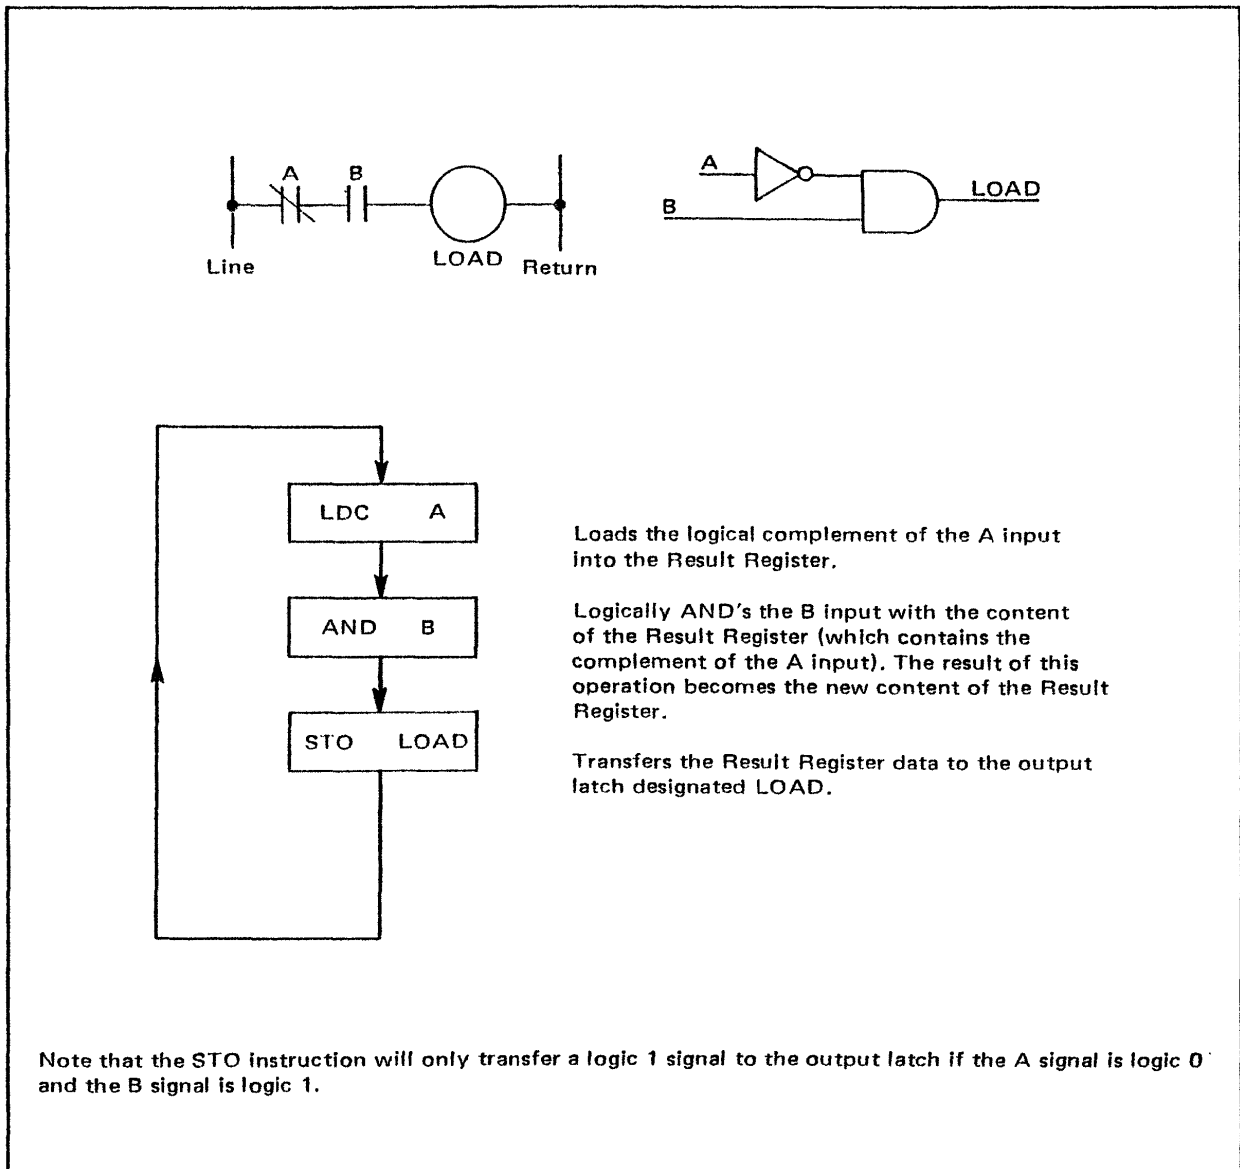 A B
LOAD
Line Return
A
B
LOAD
LDC A
AND B
STO LOAD
Loads the logical complement of the A input
into the Result Register.
Logically AND's the B input with the content
of the Result Register (which contains the
complement of the A input). The result of this
operation becomes the new content of the Result
Register.
Transfers the Result Register data to the output
latch designated LOAD.
Note that the STO instruction will only transfer a logic 1 signal to the output latch if the A signal is logic 0
and the B signal is logic 1.